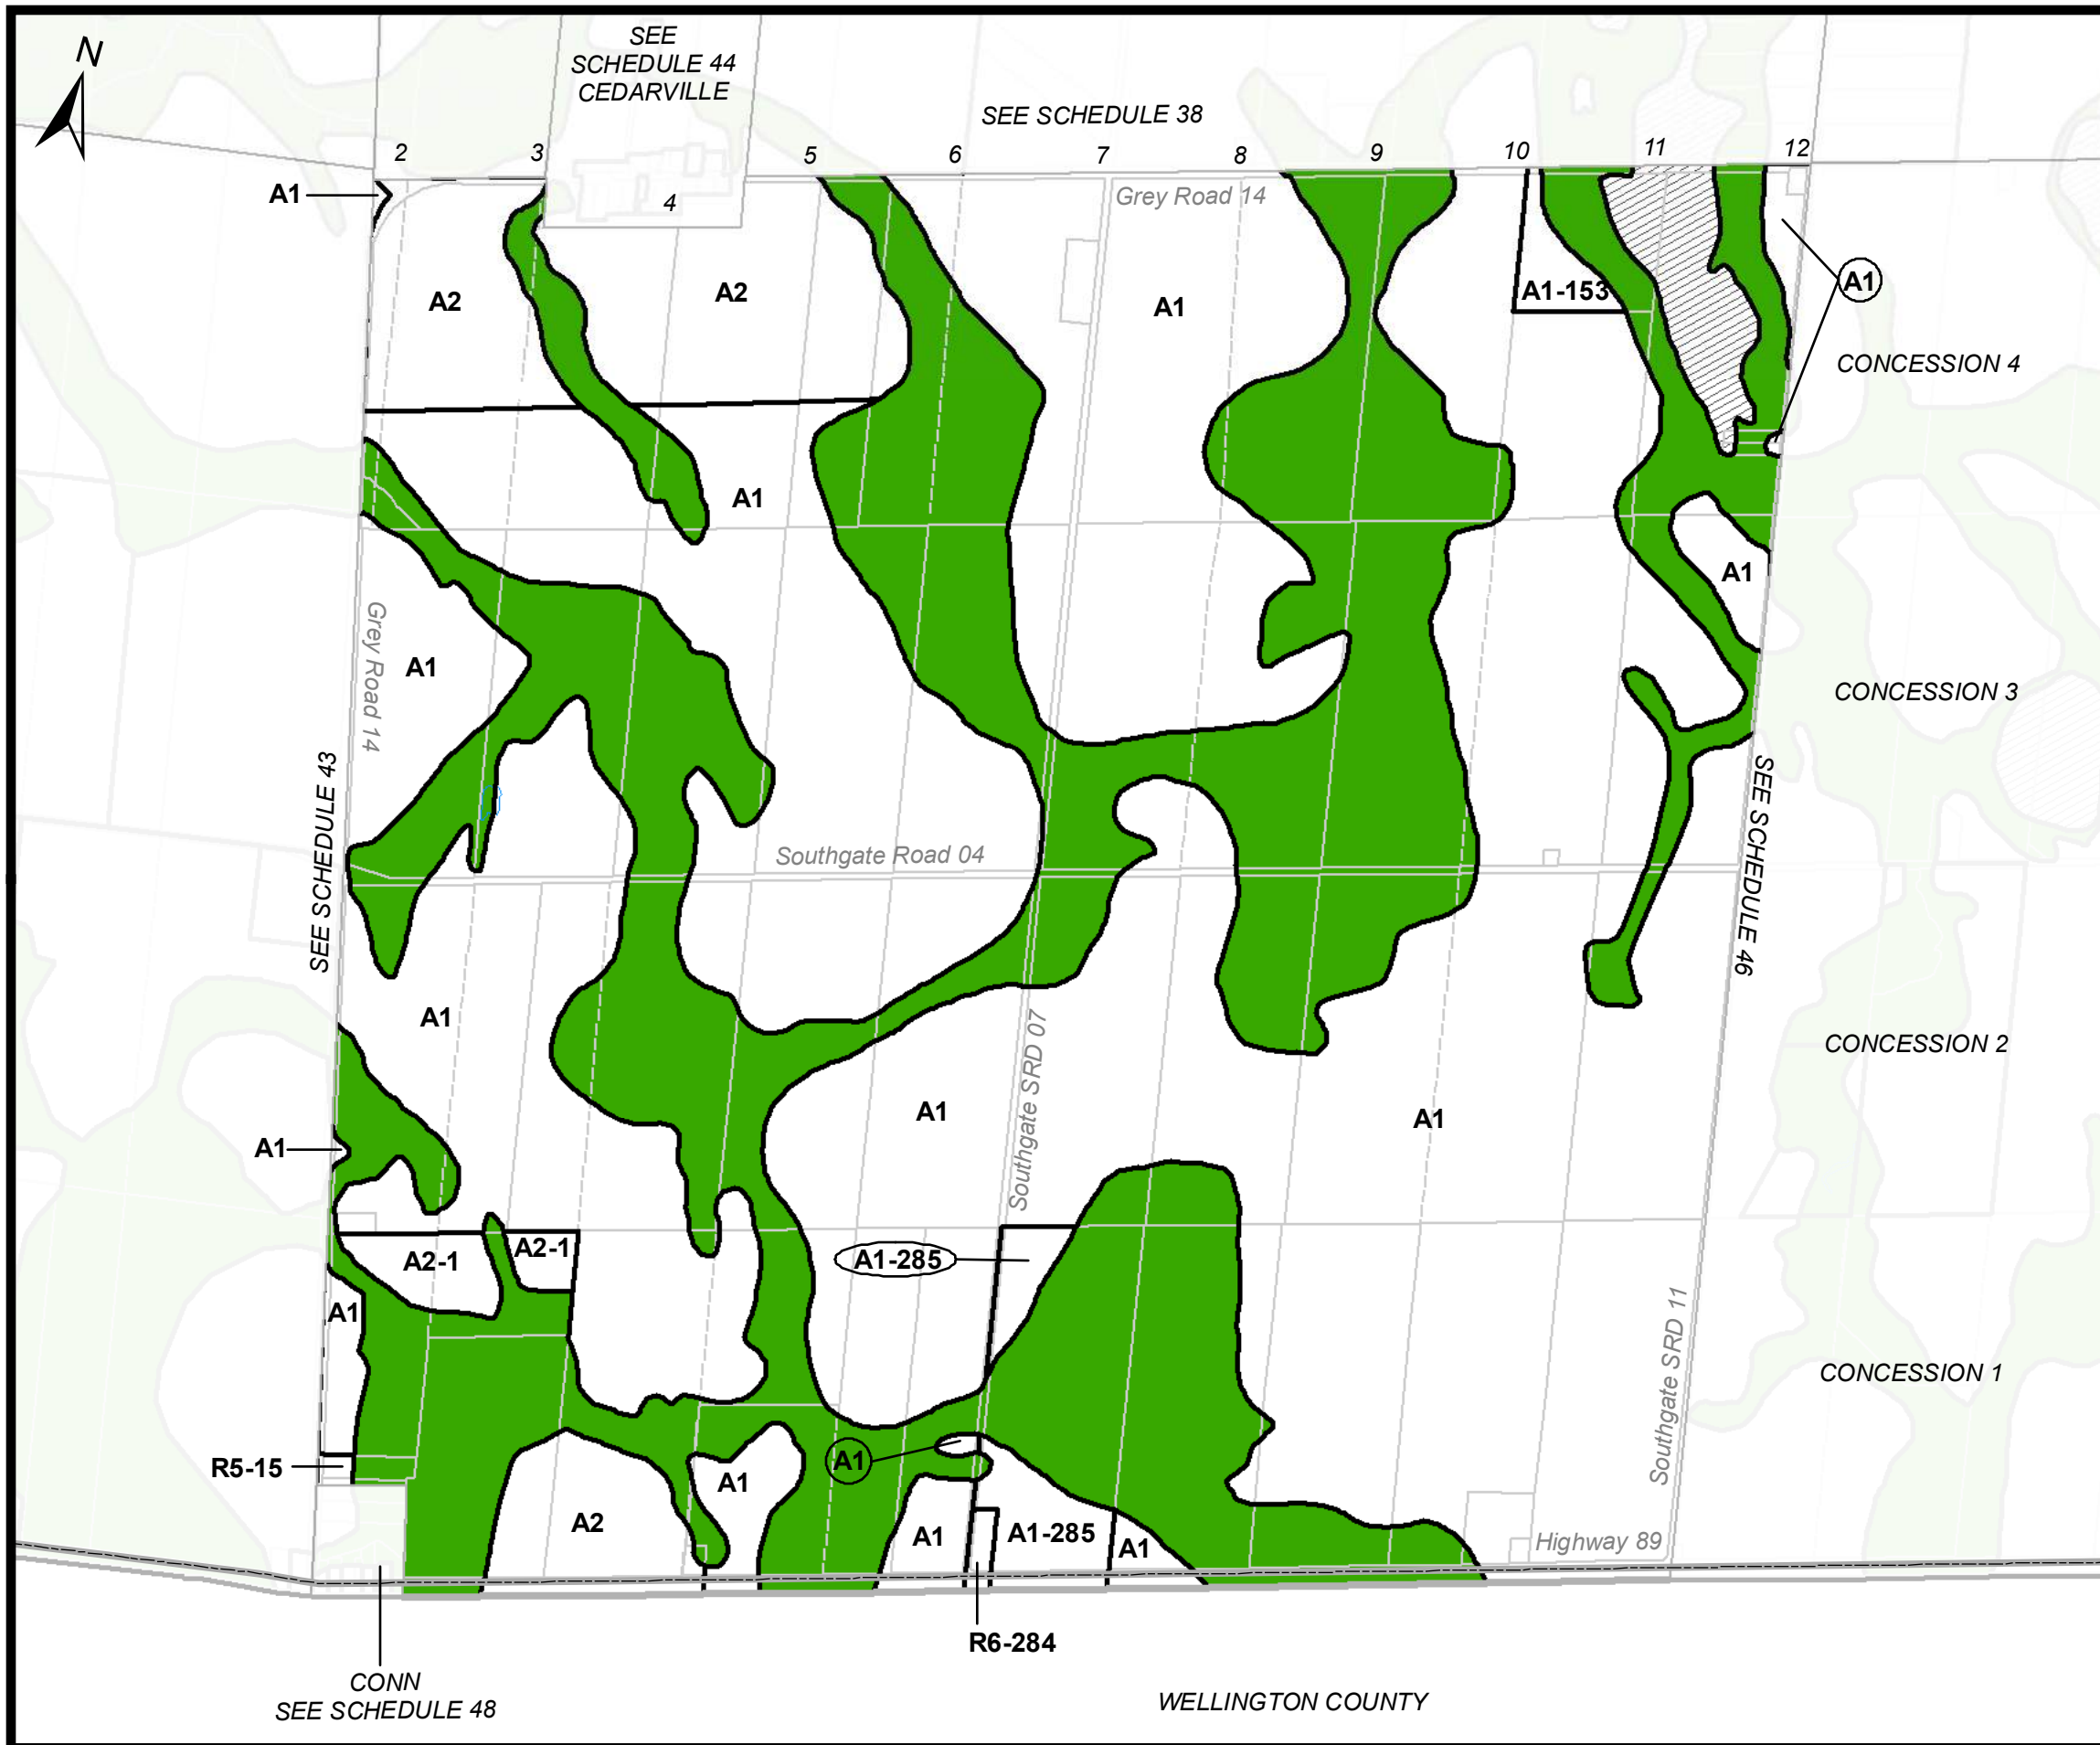 N
SEE
SCHEDULE 44
CEDARVILLE
SEE SCHEDULE 38
2
3
4
5
6
7
8
9
10
11
12
A1
Grey Road 14
A2
A2
A1
A1-153
A1
CONCESSION 4
A1
A1
Grey Road 14
A1
CONCESSION 3
SEE SCHEDULE 43
SEE SCHEDULE 46
Southgate Road 04
A1
CONCESSION 2
Southgate SRD 07
A1
A1
A1
A2-1
A2-1
A1-285
A1
Southgate SRD 11
CONCESSION 1
R5-15
A1
A1
A2
A1
A1-285
A1
Highway 89
R6-284
CONN
SEE SCHEDULE 48
WELLINGTON COUNTY